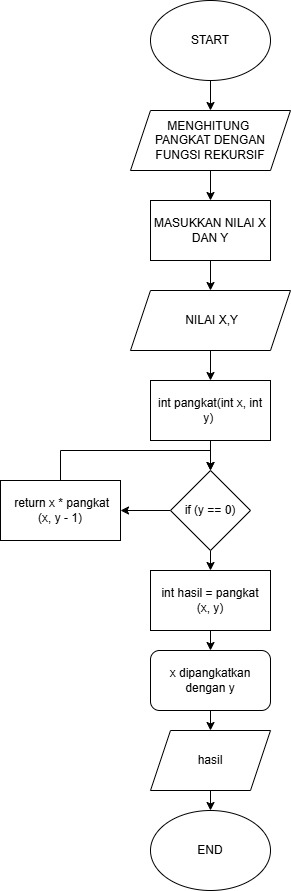 START
MENGHITUNG
PANGKAT DENGAN
FUNGSI REKURSIF
MASUKKAN NILAI X
DAN Y
NILAI X,Y
int pangkat(int x, int
y)
if (y == 0)
return x * pangkat
(x, y - 1)
int hasil = pangkat
(x, y)
x dipangkatkan
dengan y
hasil
END